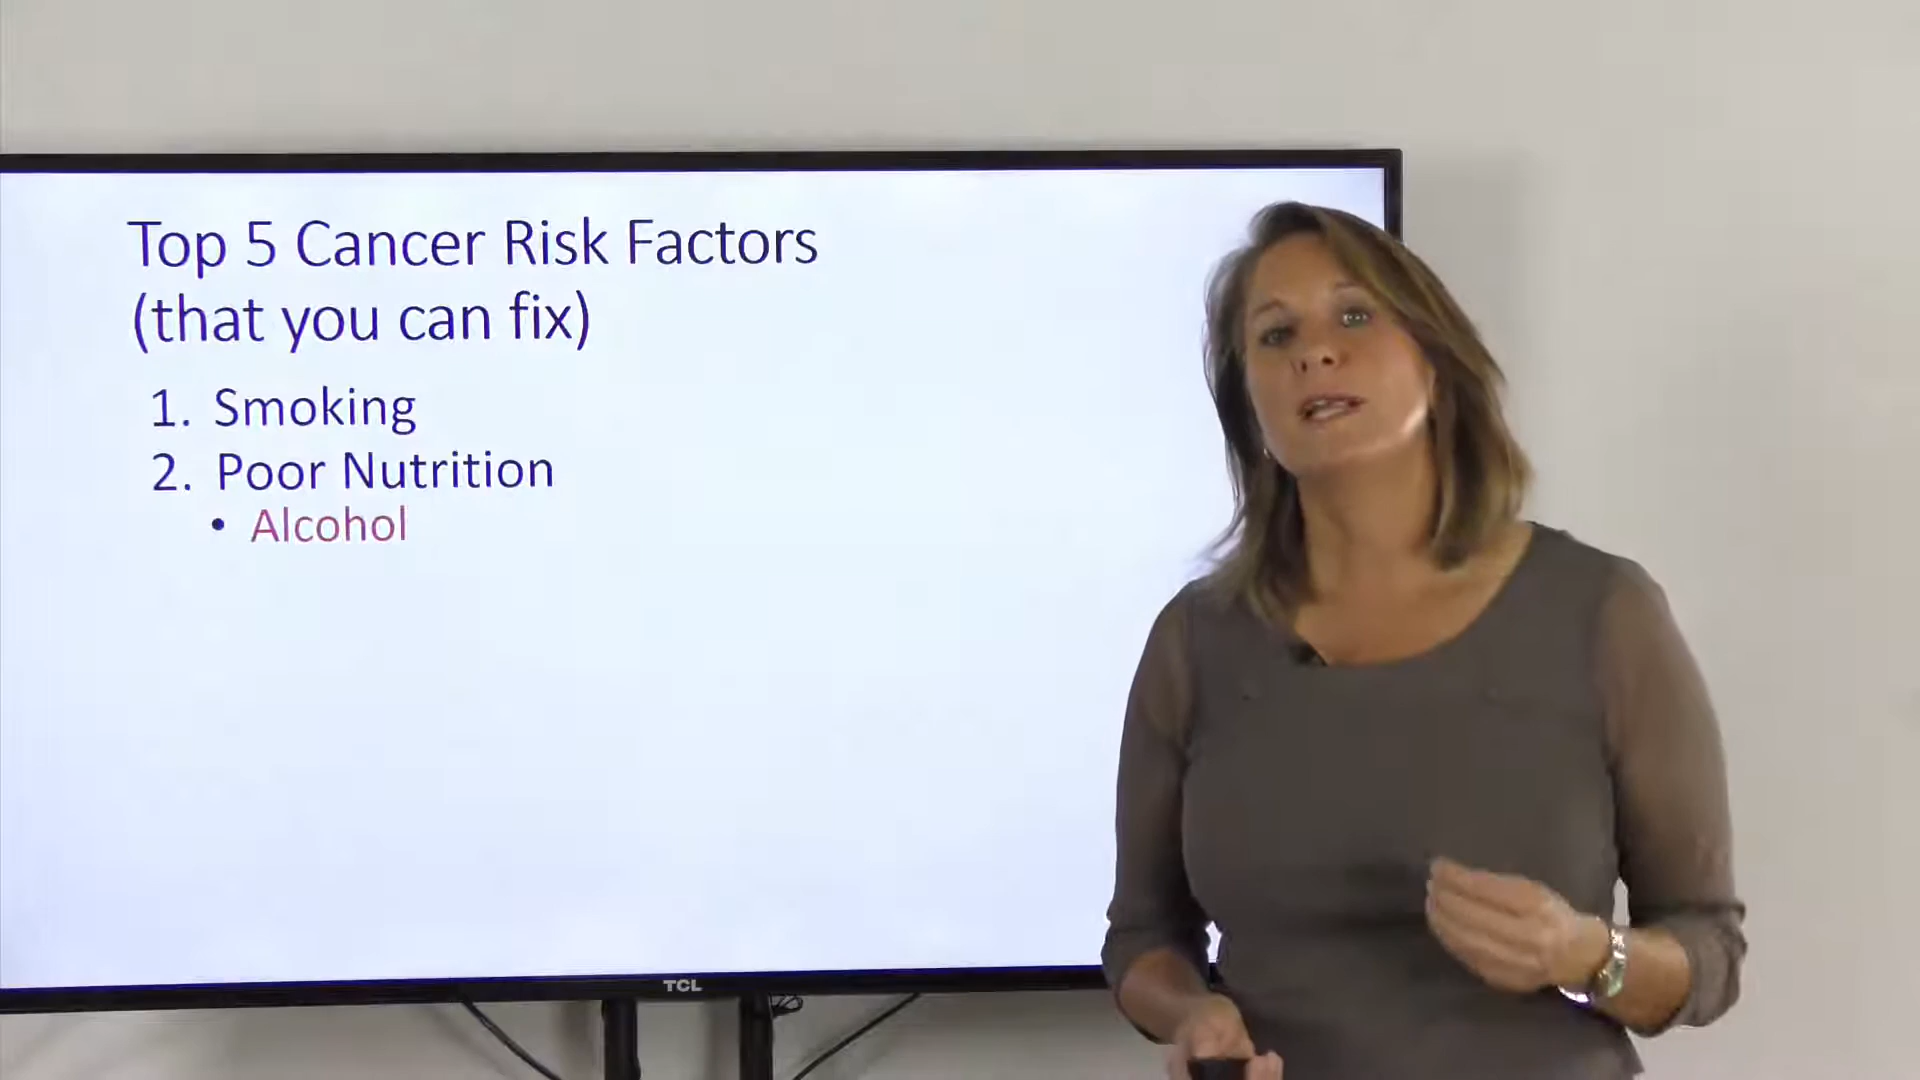 Top 5 Cancer Risk Factors
(that you can fix)
1. Smoking
2. Poor Nutrition
• Alcohol
TCL